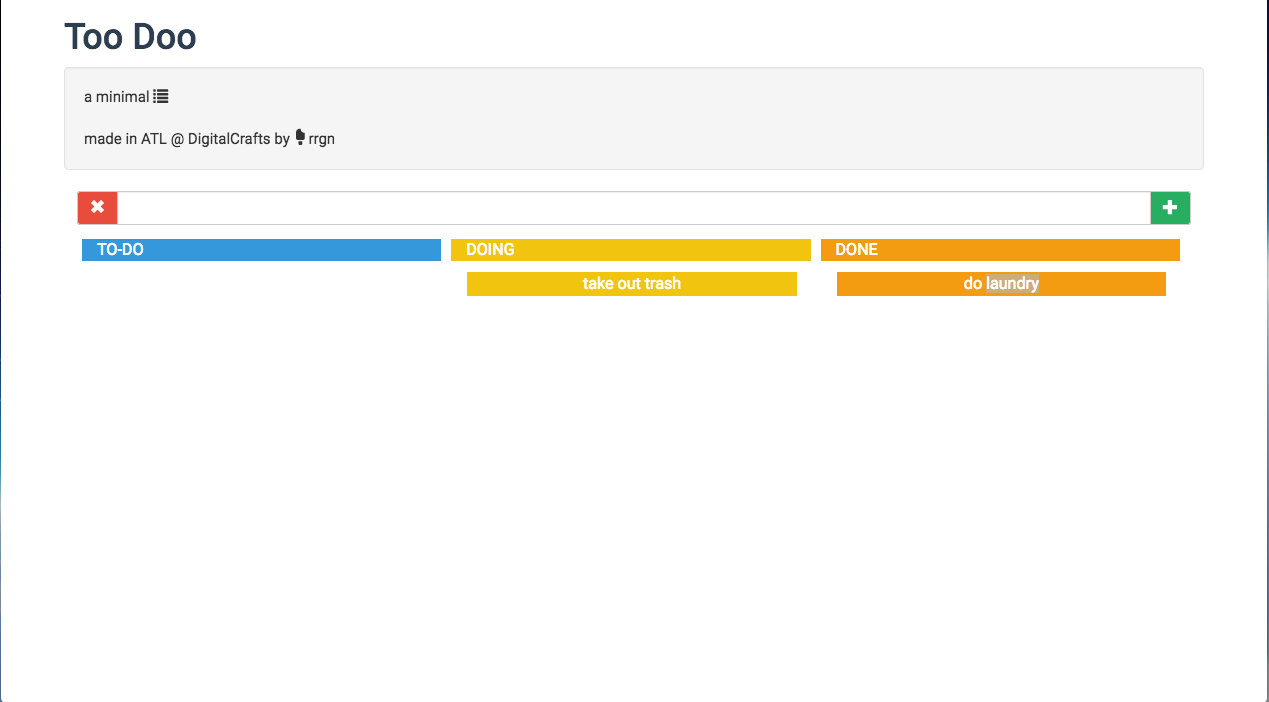 Too Doo
a minimal
made in ATL @ DigitalCrafts by rrgn
TO-DO DOING DONE
take out trash do laundry